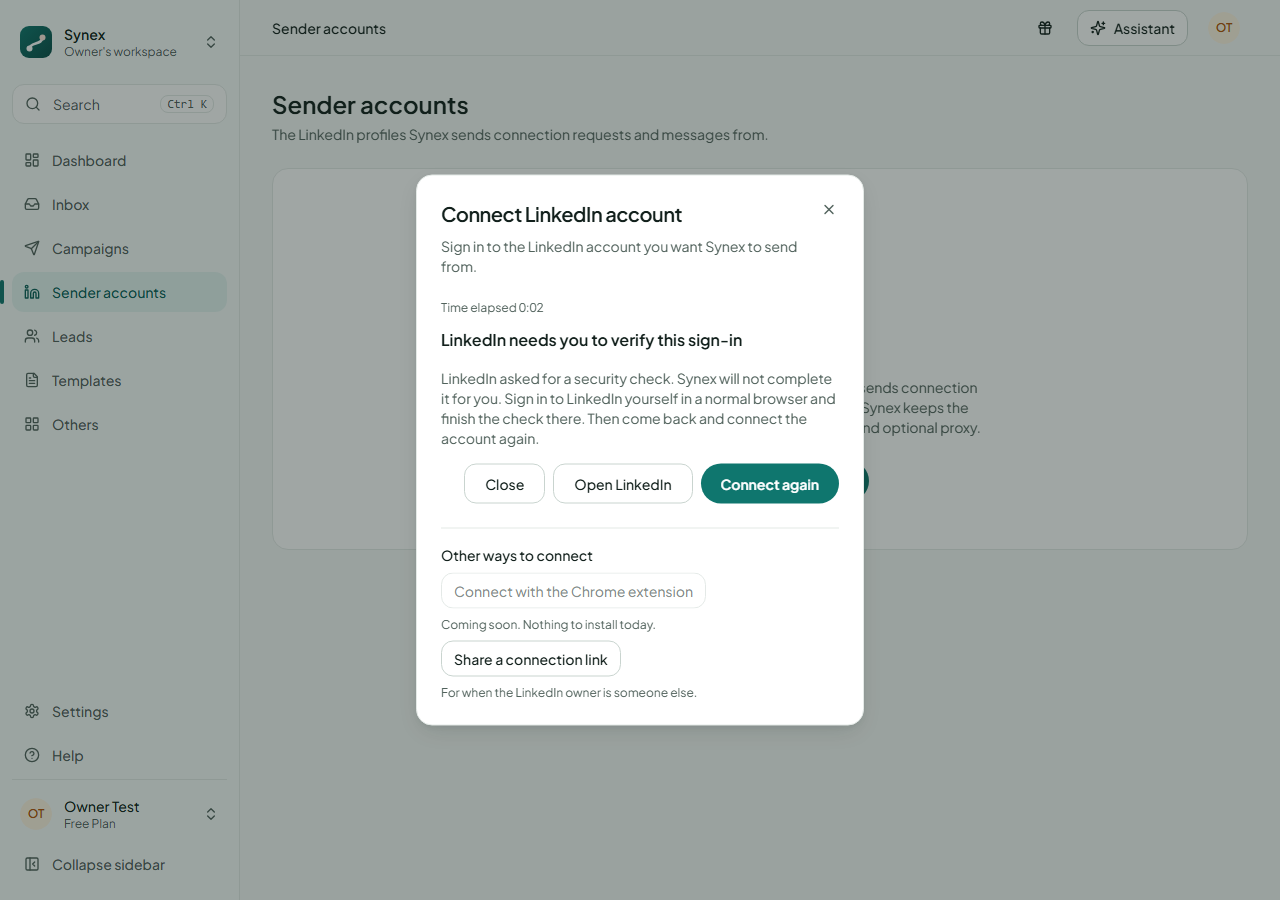 Synex
Owner's workspace
Search
Ctrl K
Dashboard
Inbox
Campaigns
Sender accounts
Leads
Templates
Others
Settings
Help
OT
Owner Test
Free Plan
Collapse sidebar
Sender accounts
Assistant
OT
Sender accounts
The LinkedIn profiles Synex sends connection requests and messages from.
ends connection
Synex keeps the
nd optional proxy.
Connect LinkedIn account
Sign in to the LinkedIn account you want Synex to send
from.
Time elapsed 0:02
LinkedIn needs you to verify this sign-in
LinkedIn asked for a security check. Synex will not complete
it for you. Sign in to LinkedIn yourself in a normal browser and
finish the check there. Then come back and connect the
account again.
Close
Open LinkedIn
Connect again
Other ways to connect
Connect with the Chrome extension
Coming soon. Nothing to install today.
Share a connection link
For when the LinkedIn owner is someone else.